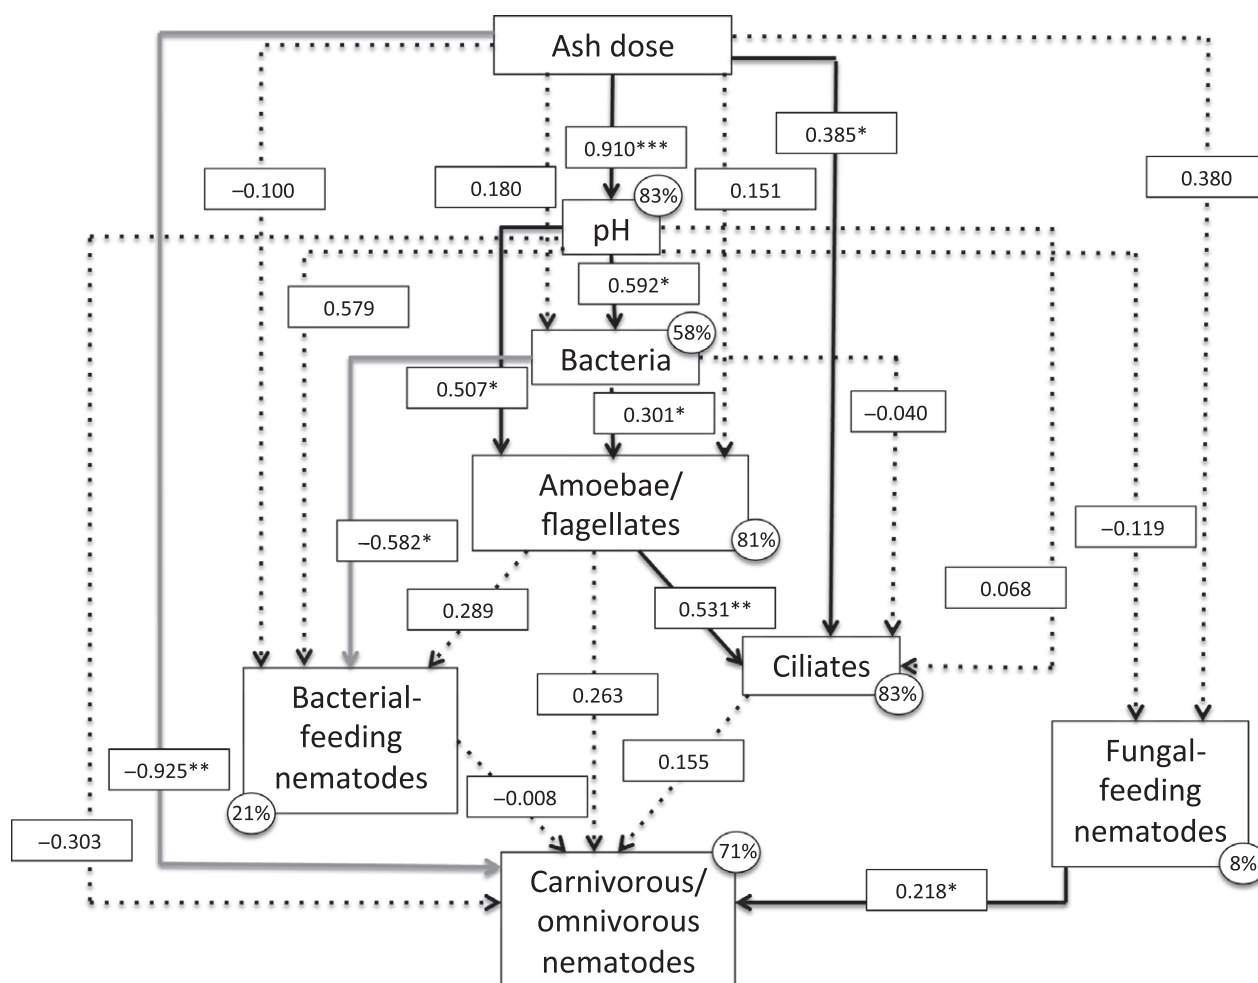 Ash dose
0.385*
0.910***
0.380
–0.100
0.180
83%
0.151
pH
0.592*
0.579
58%
Bacteria
0.507*
0.301*
–0.040
Amoebae/
flagellates
81%
–0.582*
–0.119
0.068
0.289
0.531**
Ciliates
83%
0.263
Bacterial-
feeding
nematodes
21%
0.155
–0.925**
–0.008
Fungal-
feeding
nematodes
8%
–0.303
71%
Carnivorous/
omnivorous
nematodes
0.218*